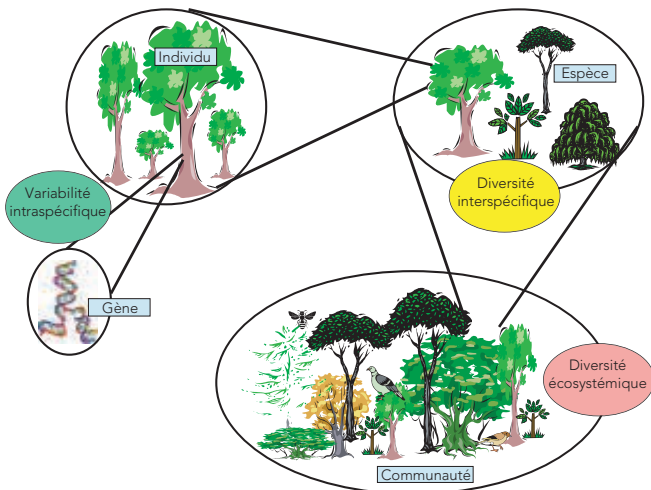 Individu
Espèce
Variabilité
intraspécifique
Diversité
interspécifique
Gène
Diversité
écosystémique
Communauté